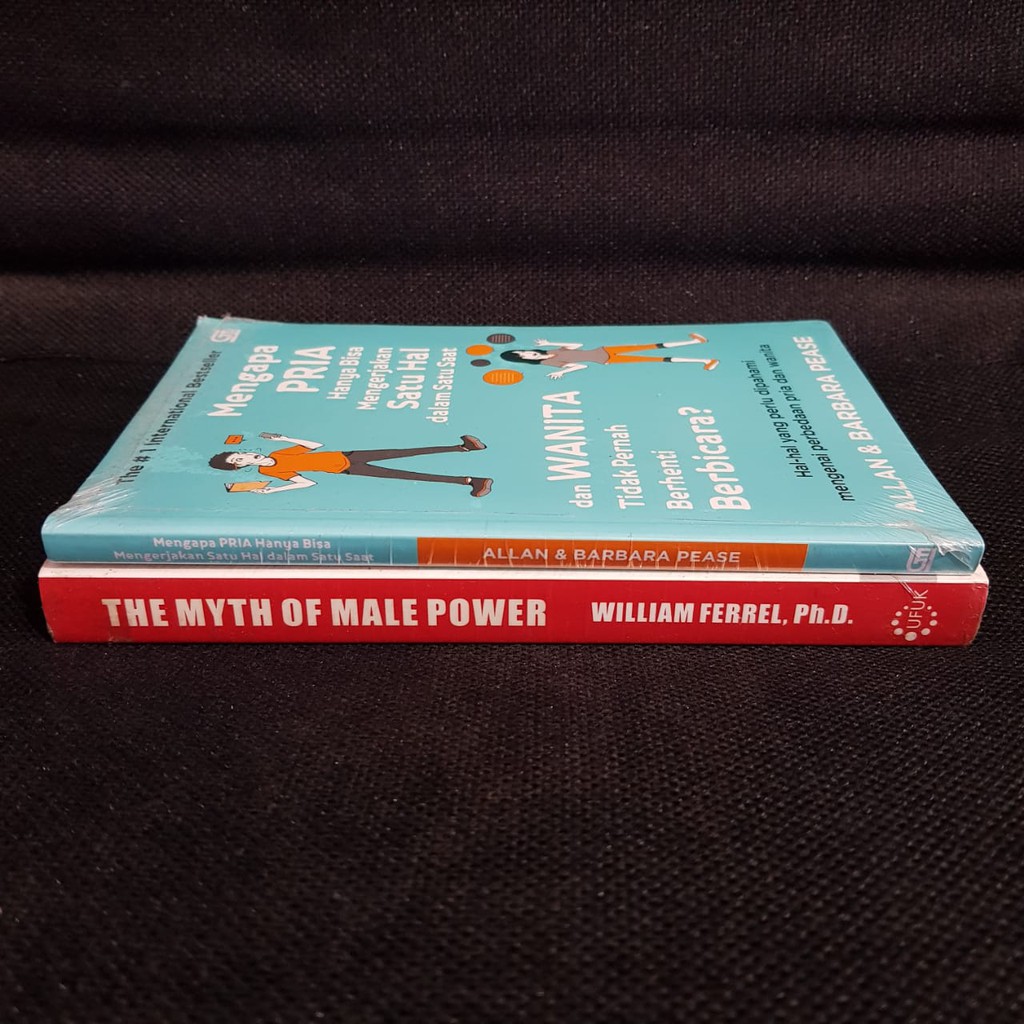 The #1 International Bestseller
Mengapa
PRIA
Hanya Bisa
Mengerjakan
Satu Hal
dalam Satu Saat
dan WANITA
Tidak Pernah
Berhenti
Berbicara?
Hal-hal yang perlu dipahami
mengenai perbedaan pria dan wanita
ALLAN & BARBARA PEASE
Mengapa PRIA Hanya Bisa
Mengerjakan Satu Hal dalam Satu Saat
ALLAN & BARBARA PEASE
THE MYTH OF MALE POWER
WILLIAM FERREL, Ph.D.
UFUK